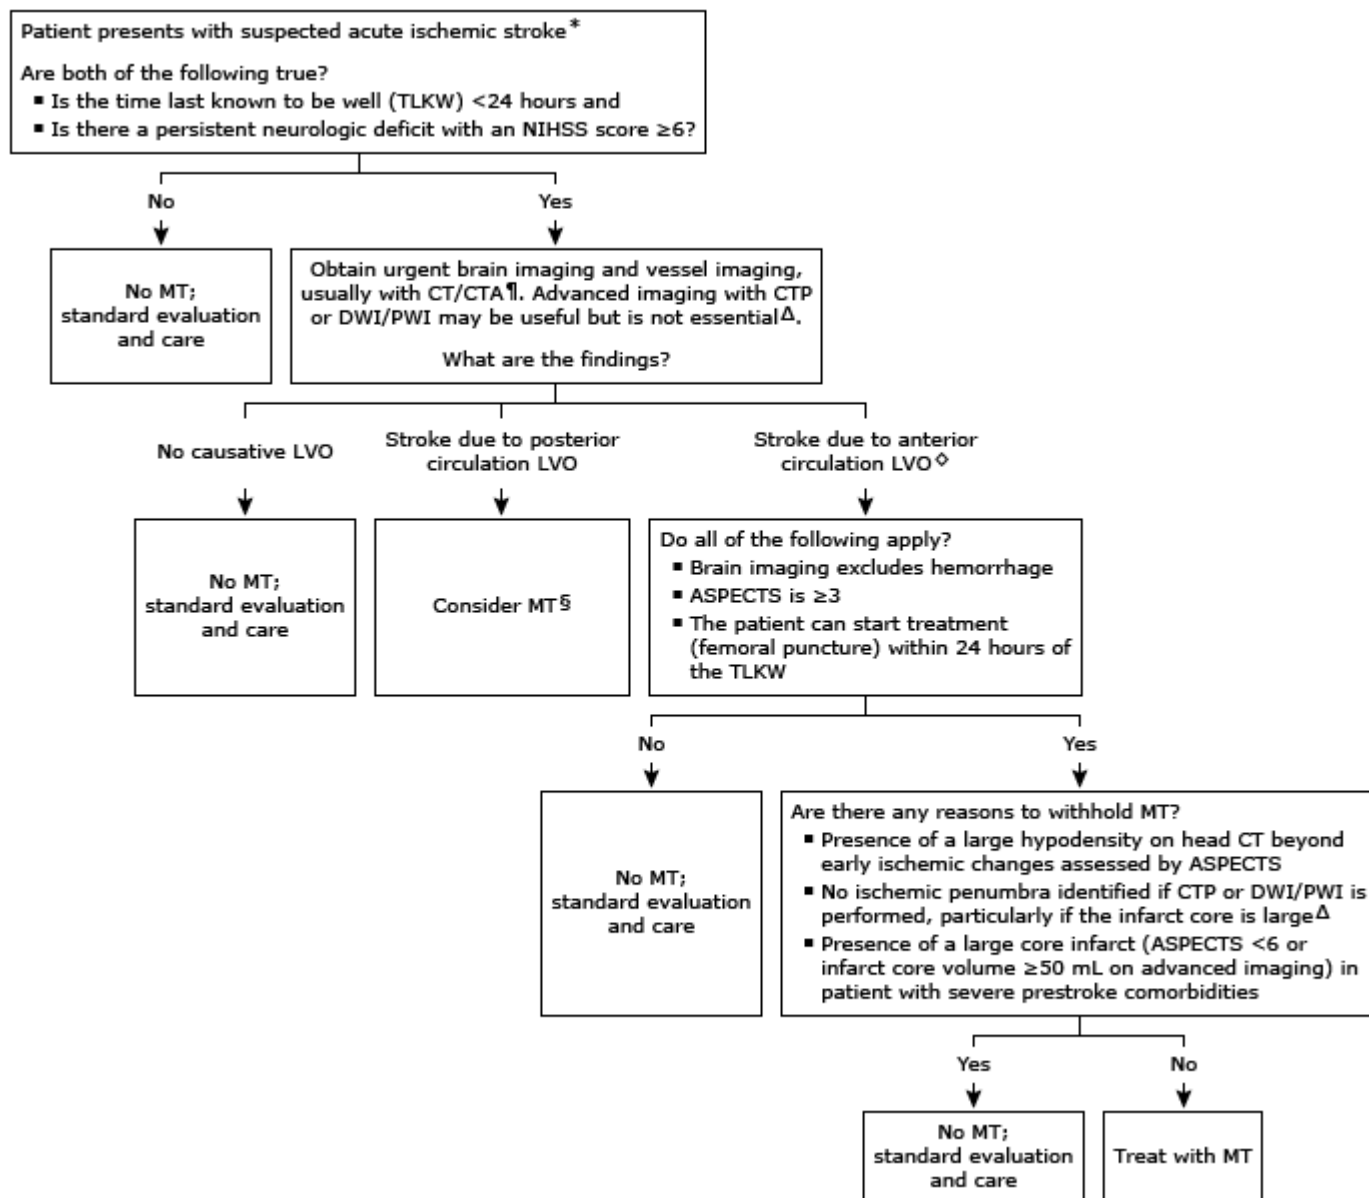 Patient presents with suspected acute ischemic stroke*
Are both of the following true?
▪ Is the time last known to be well (TLKW) <24 hours and
▪ Is there a persistent neurologic deficit with an NIHSS score ≥6?
No
Yes
No MT;
standard evaluation
and care
Obtain urgent brain imaging and vessel imaging,
usually with CT/CTA¶. Advanced imaging with CTP
or DWI/PWI may be useful but is not essentialΔ.
What are the findings?
No causative LVO
Stroke due to posterior
circulation LVO
Stroke due to anterior
circulation LVO◊
No MT;
standard evaluation
and care
Consider MT§
Do all of the following apply?
▪ Brain imaging excludes hemorrhage
▪ ASPECTS is ≥3
▪ The patient can start treatment
(femoral puncture) within 24 hours of
the TLKW
No
Yes
No MT;
standard evaluation
and care
Are there any reasons to withhold MT?
▪ Presence of a large hypodensity on head CT beyond
early ischemic changes assessed by ASPECTS
▪ No ischemic penumbra identified if CTP or DWI/PWI is
performed, particularly if the infarct core is largeΔ
▪ Presence of a large core infarct (ASPECTS <6 or
infarct core volume ≥50 mL on advanced imaging) in
patient with severe prestroke comorbidities
Yes
No
No MT;
standard evaluation
and care
Treat with MT